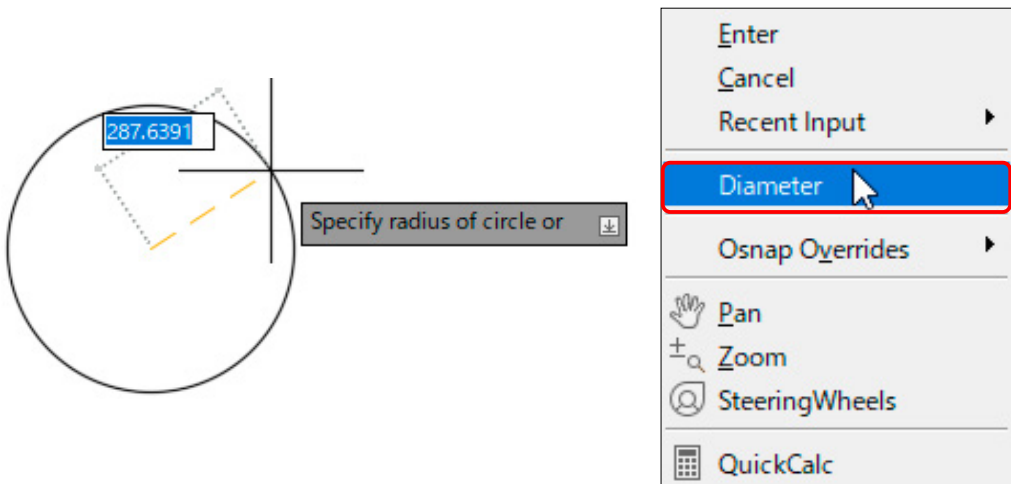 287.6391
Specify radius of circle or
Enter
Cancel
Recent Input
Diameter
Osnap Overrides
Pan
Zoom
SteeringWheels
QuickCalc